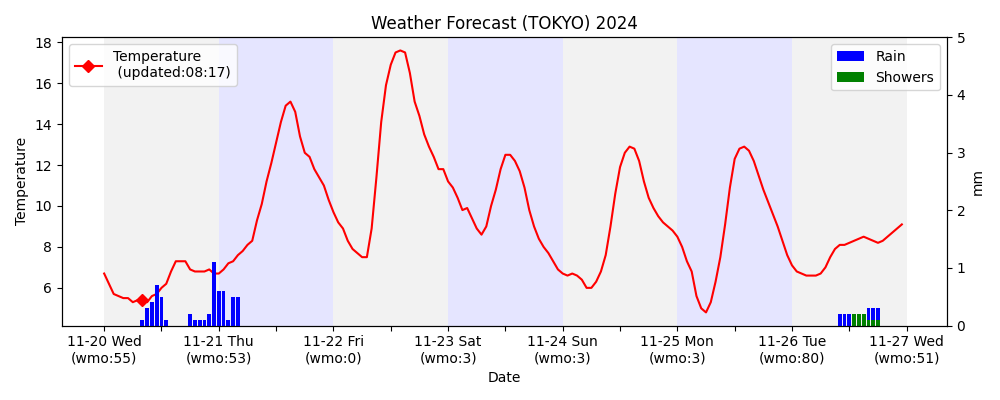 Weather Forecast (TOKYO) 2024
Temperature
(updated:08:17)
Rain
Showers
18
16
14
12
10
8
6
Temperature
5
4
3
2
1
0
mm
11-20 Wed
(wmo:55)
11-21 Thu
(wmo:53)
11-22 Fri
(wmo:0)
11-23 Sat
(wmo:3)
11-24 Sun
(wmo:3)
11-25 Mon
(wmo:3)
11-26 Tue
(wmo:80)
11-27 Wed
(wmo:51)
Date